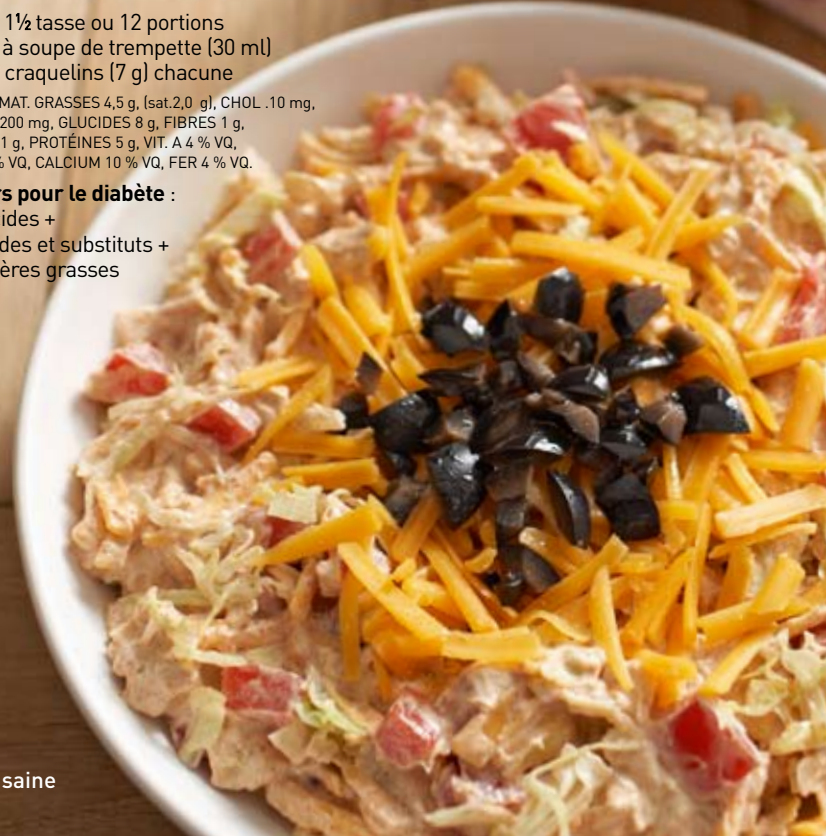 1½ tasse ou 12 portions
à soupe de trempette (30 ml)
craquelins (7 g) chacune
MAT. GRASSES 4,5 g, (sat.2,0 g), CHOL .10 mg,
200 mg, GLUCIDES 8 g, FIBRES 1 g,
1 g, PROTÉINES 5 g, VIT. A 4 % VQ,
% VQ, CALCIUM 10 % VQ, FER 4 % VQ.
rs pour le diabète :
ides +
des et substituts +
ères grasses
saine